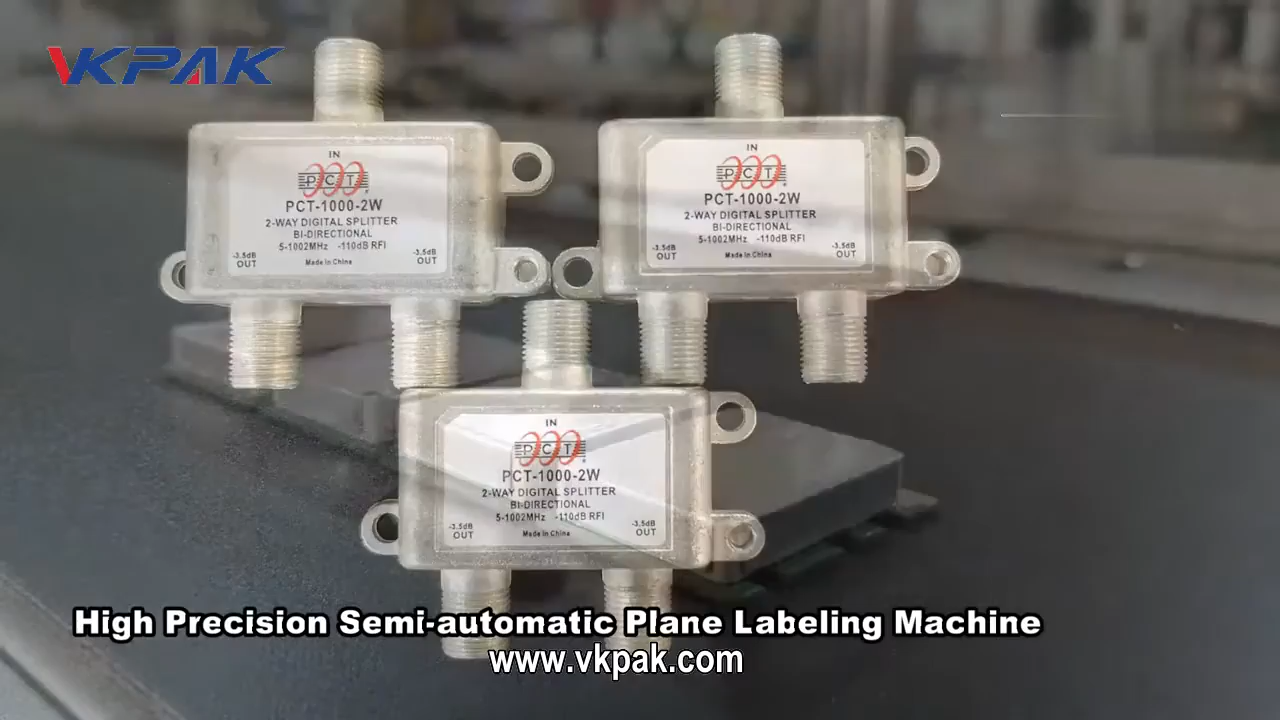 VKPAK
IN
PCT
PCT-1000-2W
2-WAY DIGITAL SPLITTER
BI-DIRECTIONAL
5-1002MHz -110dB RFI
-3.5dB -3.5dB
OUT OUT
Made in China
IN
PCT
PCT-1000-2W
2-WAY DIGITAL SPLITTER
BI-DIRECTIONAL
5-1002MHz -110dB RFI
-3.5dB -3.5dB
OUT OUT
Made in China
IN
PCT
PCT-1000-2W
2-WAY DIGITAL SPLITTER
BI-DIRECTIONAL
5-1002MHz -110dB RFI
-3.5dB -3.5dB
OUT OUT
Made in China
High Precision Semi-automatic Plane Labeling Machine
www.vkpak.com